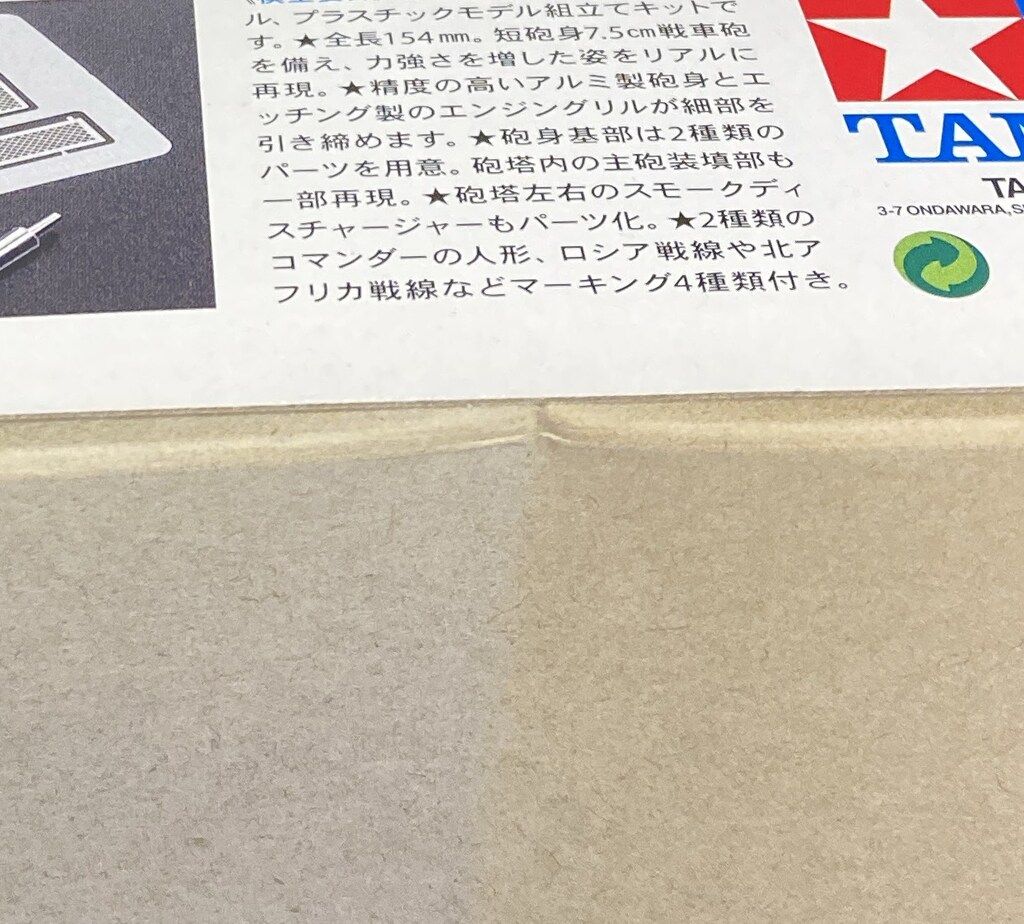 ル、プラスチックモデル組立てキットで
す。★全長154mm。短砲身7.5cm戦車砲
を備え、力強さを増した姿をリアルに
再現。★精度の高いアルミ製砲身とエ
ッチング製のエンジングリルが細部を
引き締めます。★砲身基部は2種類の
パーツを用意。砲塔内の主砲装填部も
一部再現。★砲塔左右のスモークディ
スチャージャーもパーツ化。★2種類の
コマンダーの人形、ロシア戦線や北ア
フリカ戦線などマーキング4種類付き。
TAM
TA
3-7 ONDAWARA, S